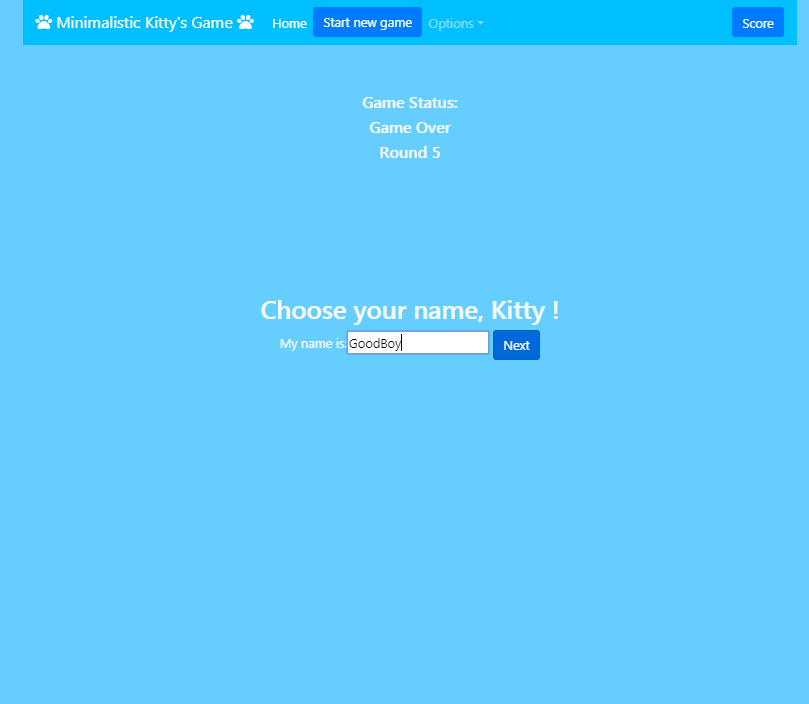 Minimalistic Kitty's Game Home Start new game Options Score
Game Status:
Game Over
Round 5
Choose your name, Kitty !
My name is: GoodBoy Next